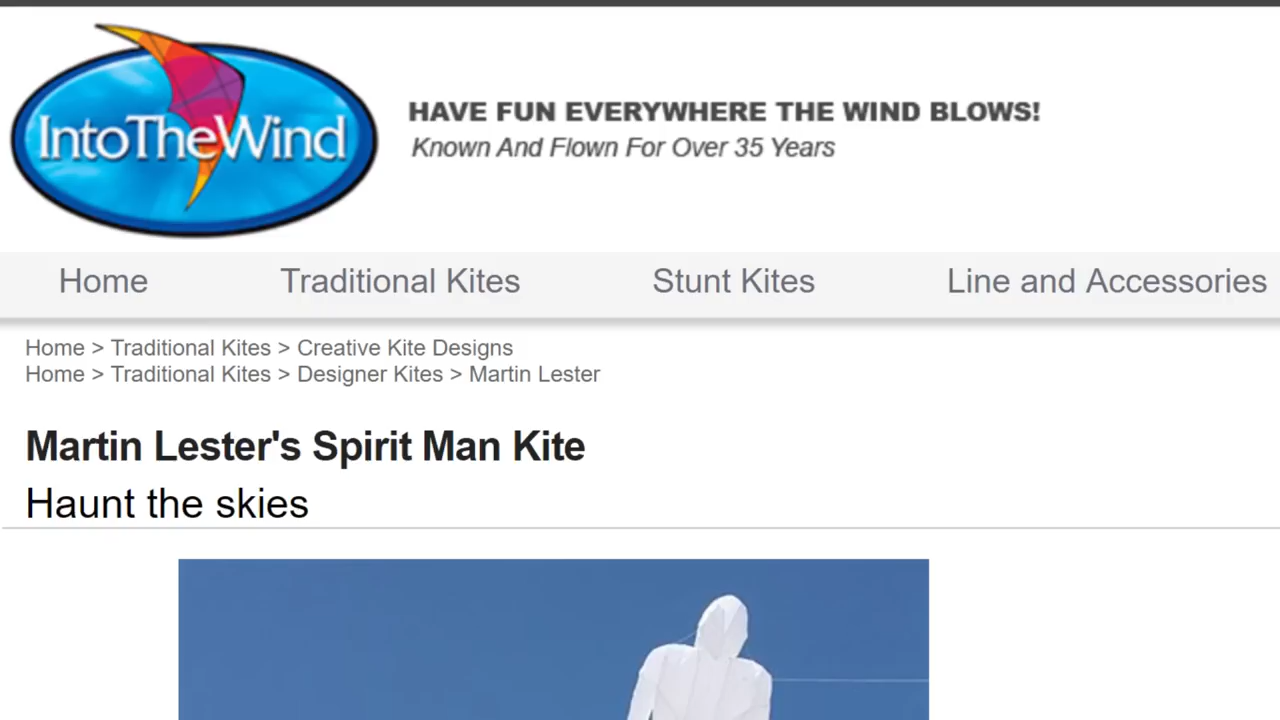 IntoTheWind
HAVE FUN EVERYWHERE THE WIND BLOWS!
Known And Flown For Over 35 Years
Home Traditional Kites Stunt Kites Line and Accessories
Home > Traditional Kites > Creative Kite Designs
Home > Traditional Kites > Designer Kites > Martin Lester
Martin Lester's Spirit Man Kite
Haunt the skies